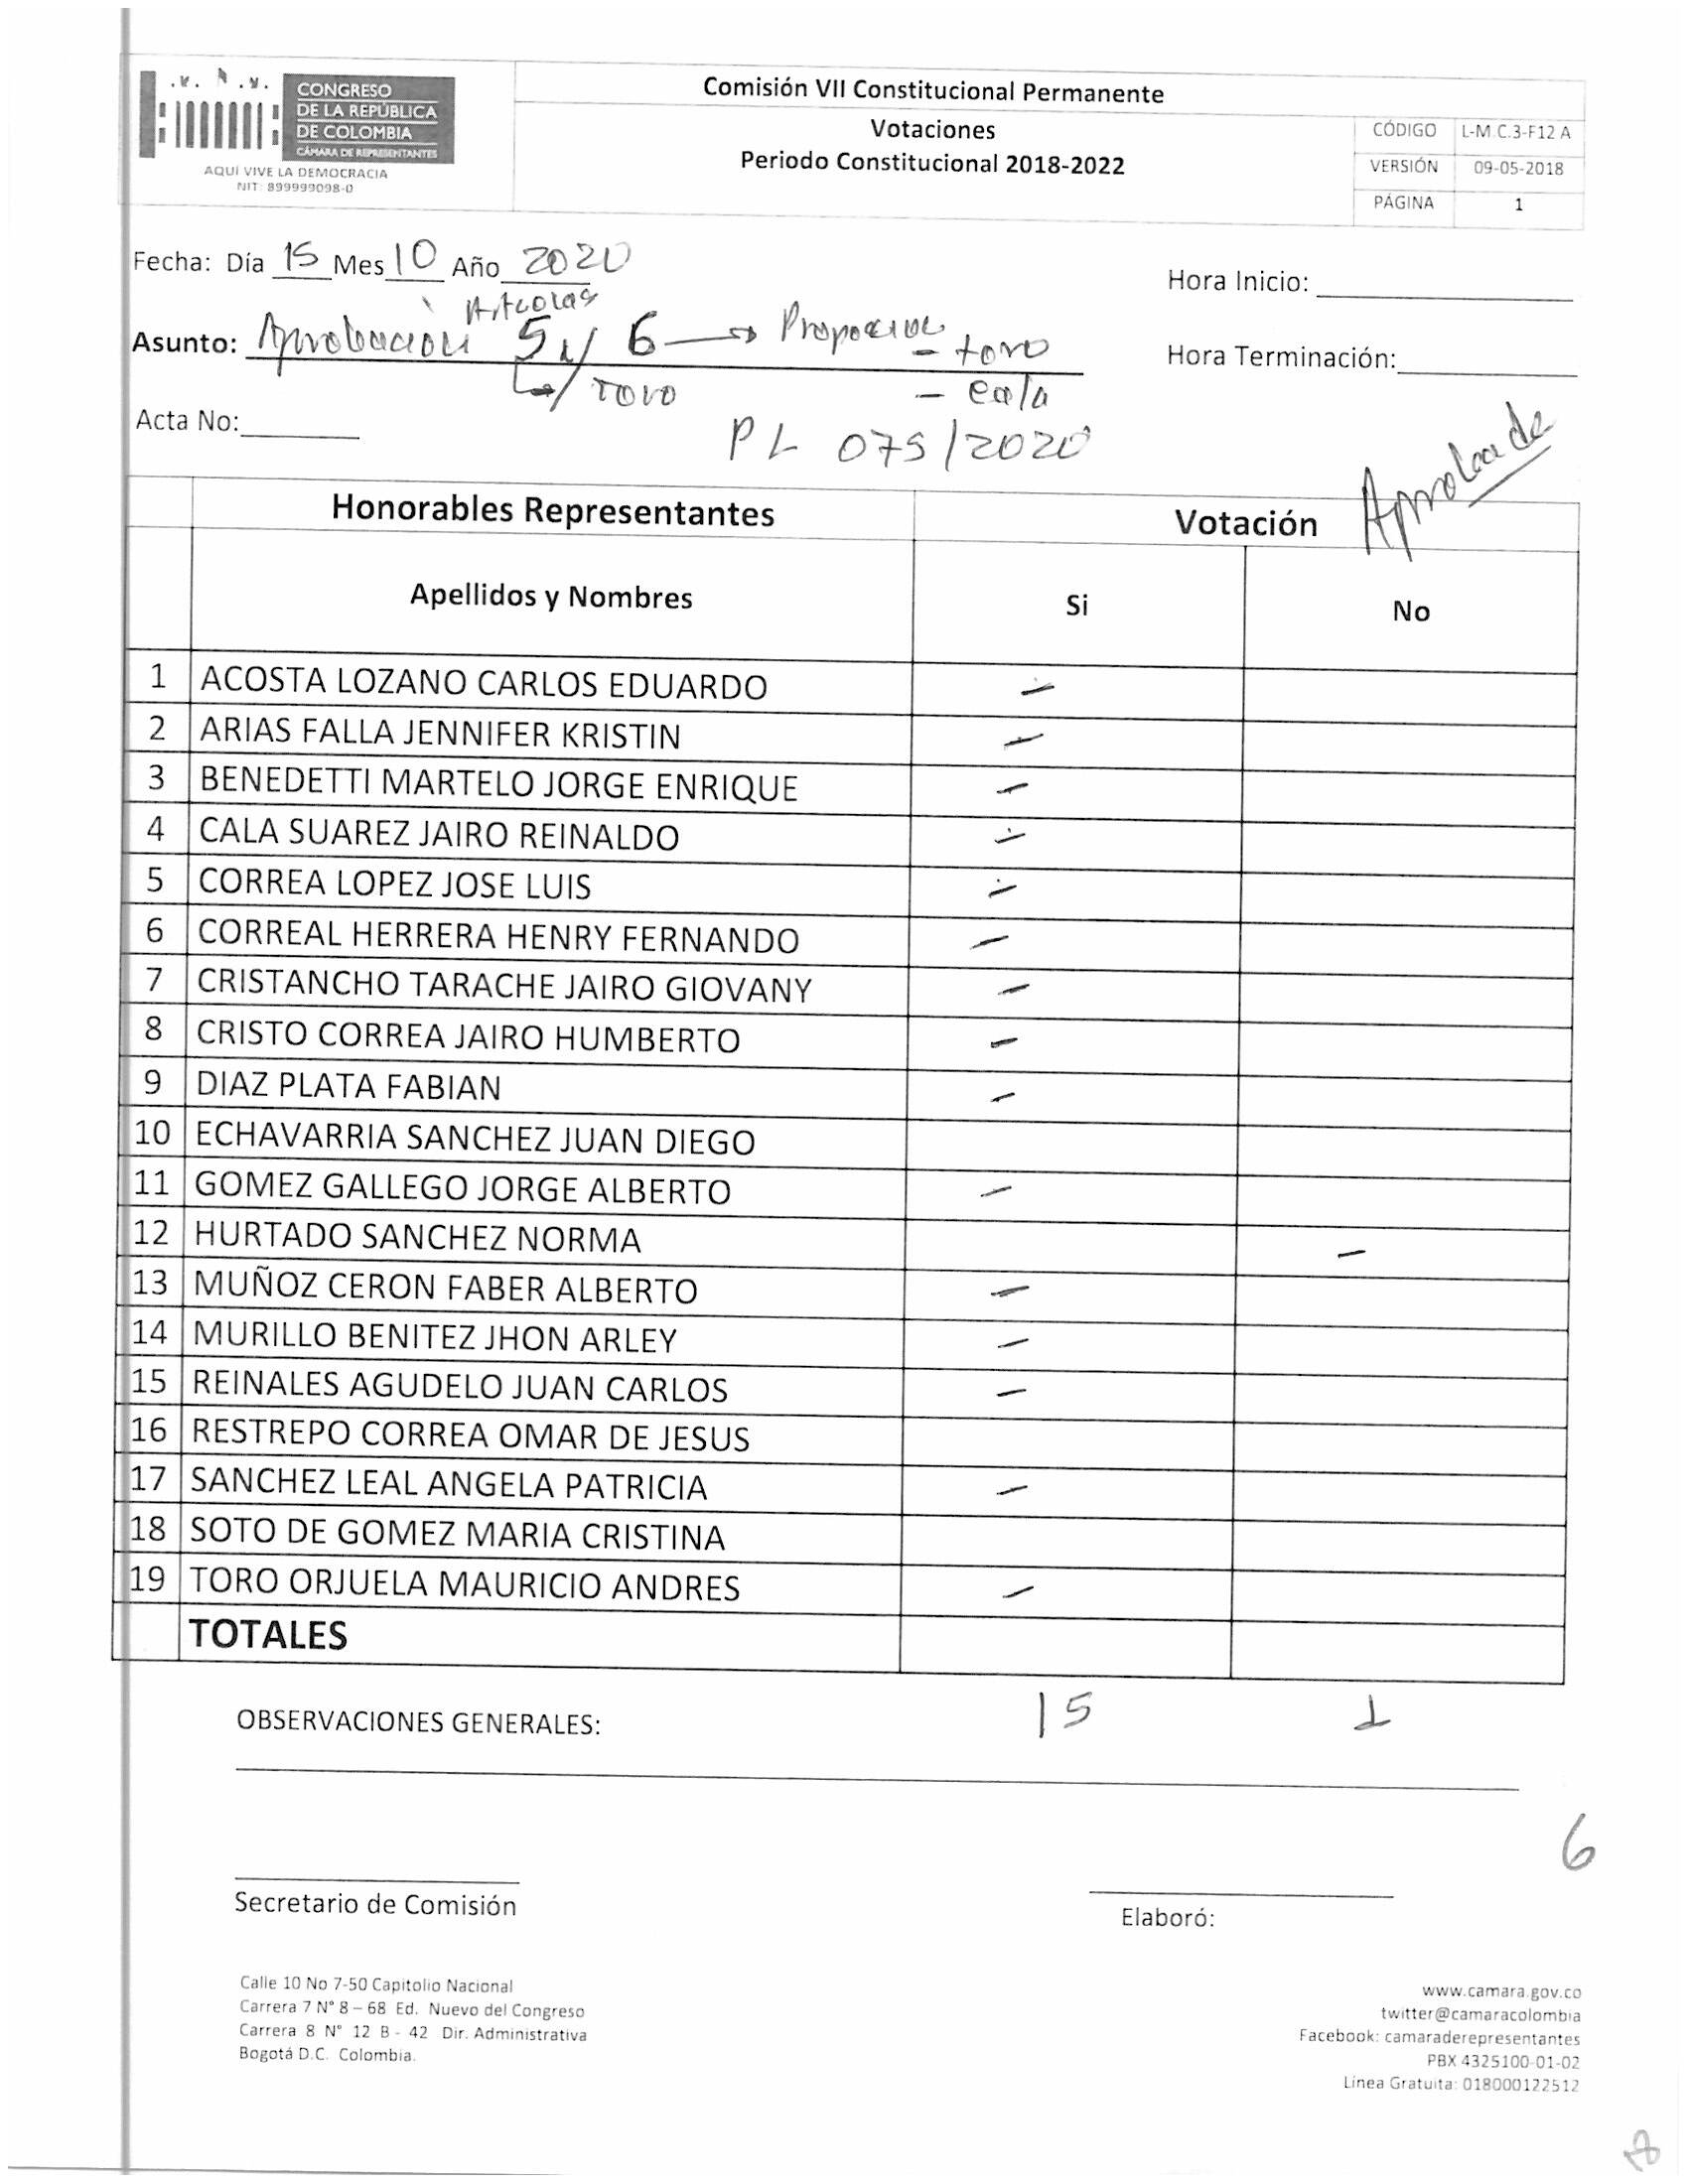 CONGRESO
DE LA REPÚBLICA
DE COLOMBIA
CÁMARA DE REPRESENTANTES
AQUÍ VIVE LA DEMOCRACIA
NIT: 899999098-0
Comisión VII Constitucional Permanente
Votaciones
Periodo Constitucional 2018-2022
CÓDIGO L-M.C.3-F12 A
VERSIÓN 09-05-2018
PÁGINA 1
Fecha: Día 15 Mes 10 Año 2020
Hora Inicio:
Asunto: Aprobacion 5 y 6 → - toro
Hora Terminación:
↳ Toro - Cala
Acta No:
PL 075/2020
Honorables Representantes Votación
Apellidos y Nombres Si No
1 ACOSTA LOZANO CARLOS EDUARDO -
2 ARIAS FALLA JENNIFER KRISTIN -
3 BENEDETTI MARTELO JORGE ENRIQUE -
4 CALA SUAREZ JAIRO REINALDO -
5 CORREA LOPEZ JOSE LUIS -
6 CORREAL HERRERA HENRY FERNANDO -
7 CRISTANCHO TARACHE JAIRO GIOVANY -
8 CRISTO CORREA JAIRO HUMBERTO -
9 DIAZ PLATA FABIAN -
10 ECHAVARRIA SANCHEZ JUAN DIEGO
11 GOMEZ GALLEGO JORGE ALBERTO -
12 HURTADO SANCHEZ NORMA -
13 MUÑOZ CERON FABER ALBERTO -
14 MURILLO BENITEZ JHON ARLEY -
15 REINALES AGUDELO JUAN CARLOS -
16 RESTREPO CORREA OMAR DE JESUS
17 SANCHEZ LEAL ANGELA PATRICIA -
18 SOTO DE GOMEZ MARIA CRISTINA
19 TORO ORJUELA MAURICIO ANDRES -
TOTALES
OBSERVACIONES GENERALES: 15 1
6
Secretario de Comisión
Elaboró:
Calle 10 No 7-50 Capitolio Nacional
Carrera 7 N° 8 – 68 Ed. Nuevo del Congreso
Carrera 8 N° 12 B - 42 Dir. Administrativa
Bogotá D.C. Colombia.
www.camara.gov.co
twitter@camaracolombia
Facebook: camaraderepresentantes
PBX 4325100-01-02
Línea Gratuita: 018000122512